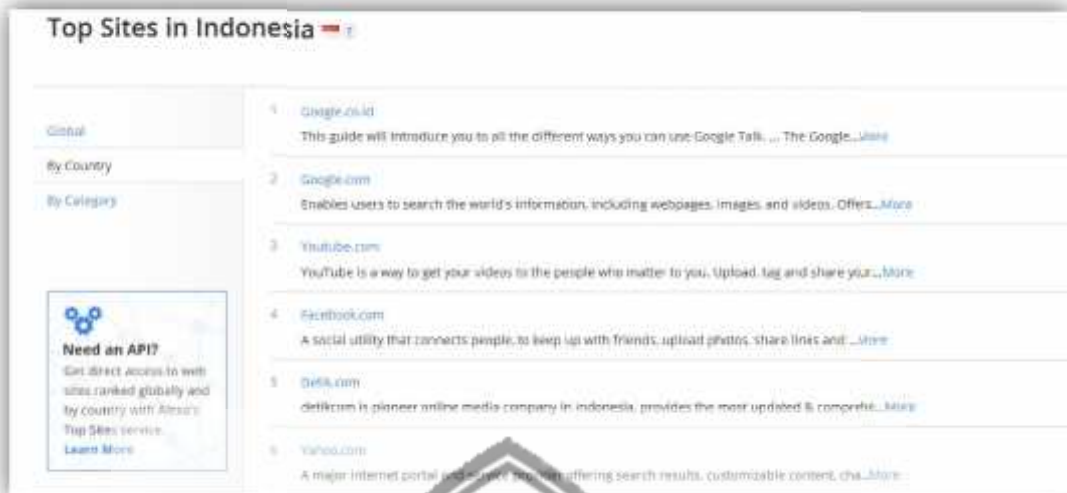 Top Sites in Indonesia
Global
By Country
By Category
Need an API?
Get direct access to web
sites ranked globally and
by country with Alexa's
Top Sites service.
Learn More
1 Google.co.id
This guide will introduce you to all the different ways you can use Google Talk. ... The Google...More
2 Google.com
Enables users to search the world's information, including webpages, images, and videos. Offers...More
3 Youtube.com
YouTube is a way to get your videos to the people who matter to you. Upload, tag and share your...More
4 Facebook.com
A social utility that connects people, to keep up with friends, upload photos, share links and ...More
5 Detik.com
detikcom is pioneer online media company in indonesia, provides the most updated & comprehe...More
6 Yahoo.com
A major internet portal and service provider offering search results, customizable content, cha...More